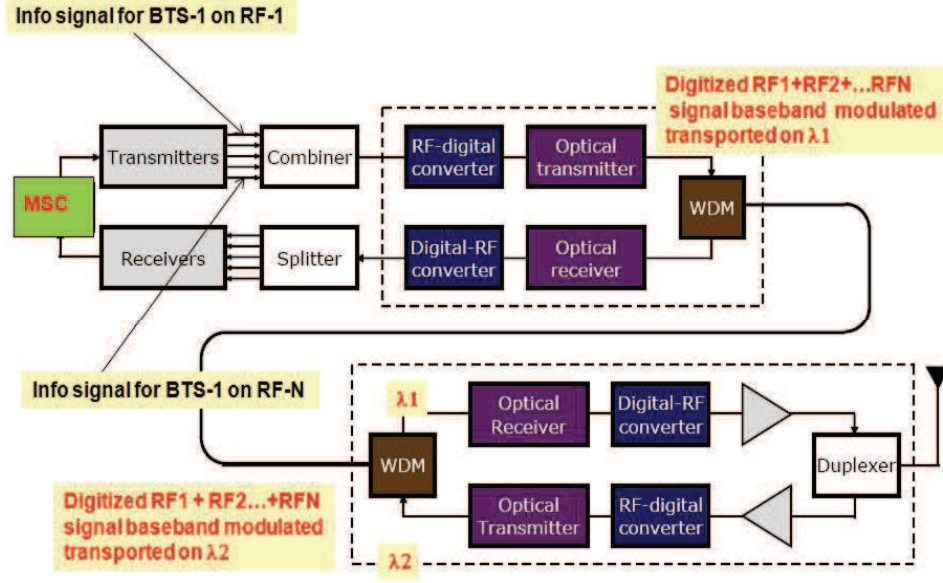 Info signal for BTS-1 on RF-1
Digitized RF1+RF2+...RFN
signal baseband modulated
transported on λ1
Transmitters
Combiner
RF-digital
converter
Optical
transmitter
MSC
WDM
Receivers
Splitter
Digital-RF
converter
Optical
receiver
Info signal for BTS-1 on RF-N
λ1
Optical
Receiver
Digital-RF
converter
WDM
Duplexer
Digitized RF1 + RF2...+RFN
signal baseband modulated
transported on λ2
Optical
Transmitter
RF-digital
converter
λ2